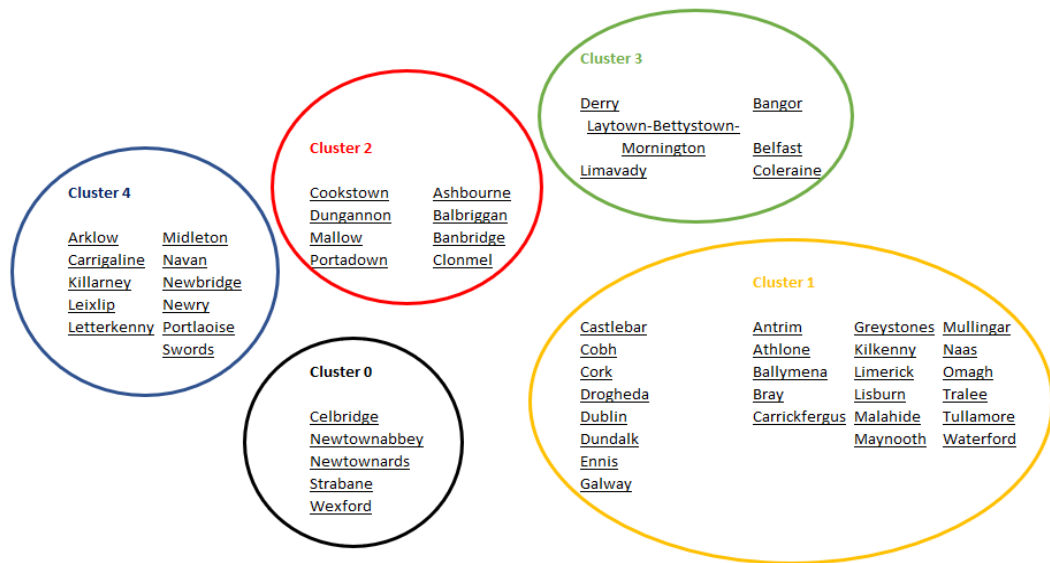 Cluster 3
Derry Bangor
Laytown-Bettystown-
Mornington Belfast
Limavady Coleraine
Cluster 2
Cookstown Ashbourne
Dungannon Balbriggan
Mallow Banbridge
Portadown Clonmel
Cluster 4
Arklow Midleton
Carrigaline Navan
Killarney Newbridge
Leixlip Newry
Letterkenny Portlaoise
Swords
Cluster 1
Castlebar Antrim Greystones Mullingar
Cobh Athlone Kilkenny Naas
Cork Ballymena Limerick Omagh
Drogheda Bray Lisburn Tralee
Dublin Carrickfergus Malahide Tullamore
Dundalk Maynooth Waterford
Ennis
Galway
Cluster 0
Celbridge
Newtownabbey
Newtownards
Strabane
Wexford